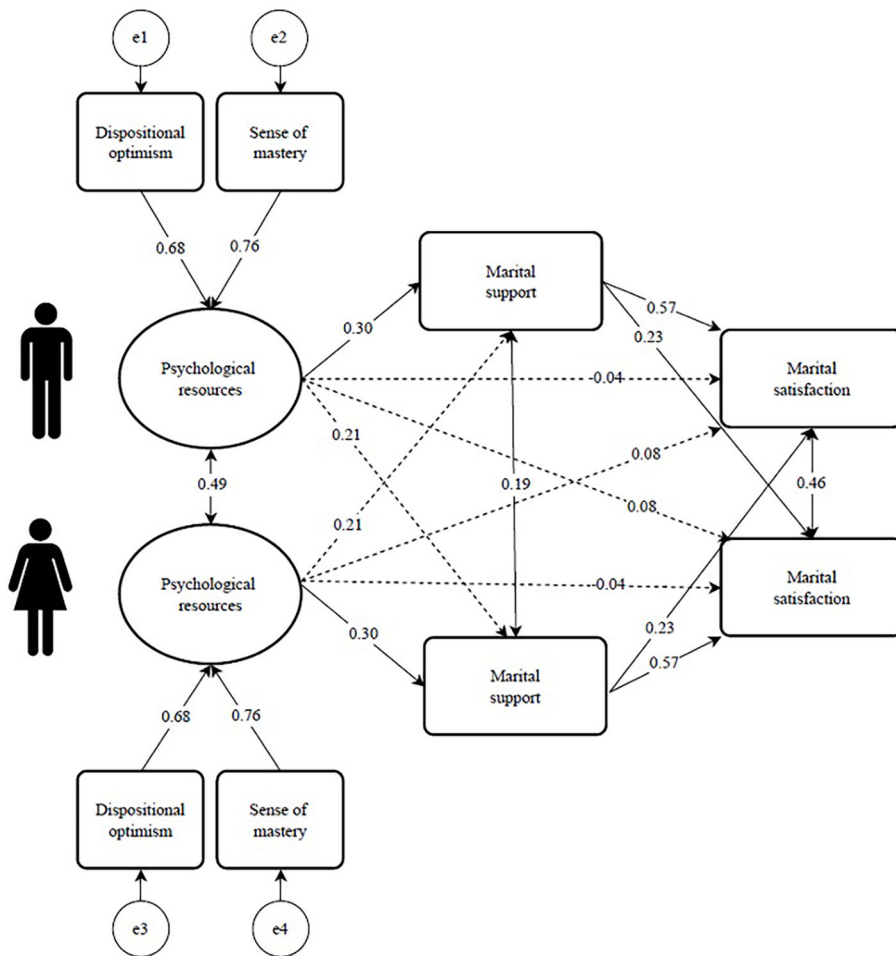 e1
e2
Dispositional
optimism
Sense of
mastery
0.68
0.76
Marital
support
0.30
0.57
0.23
Psychological
resources
-0.04
Marital
satisfaction
0.21
0.08
0.49
0.19
0.46
0.21
0.08
Psychological
resources
-0.04
Marital
satisfaction
0.30
0.23
0.57
Marital
support
0.68
0.76
Dispositional
optimism
Sense of
mastery
e3
e4